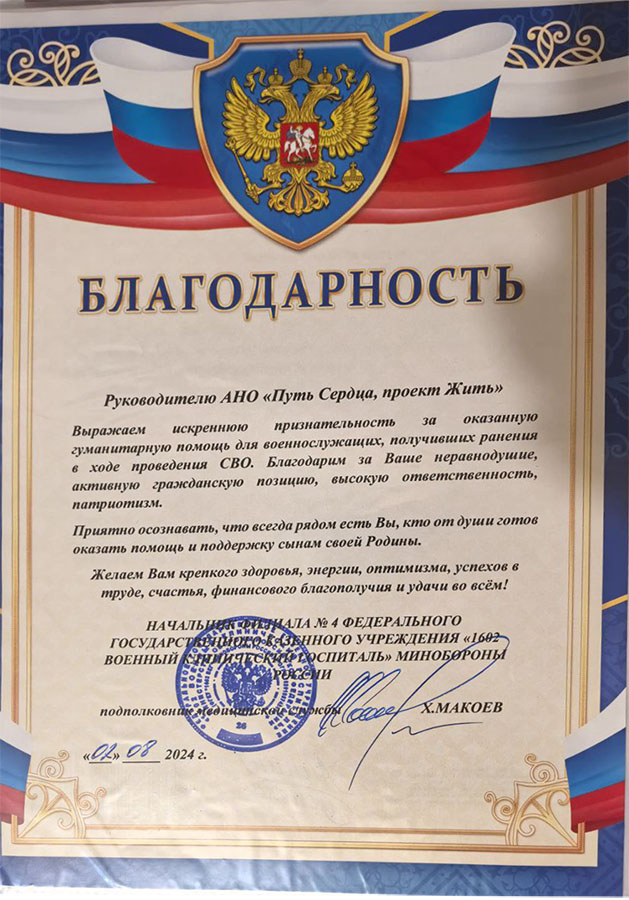 БЛАГОДАРНОСТЬ
Руководителю АНО «Путь Сердца, проект Жить»
Выражаем искреннюю признательность за оказанную
гуманитарную помощь для военнослужащих, получивших ранения
в ходе проведения СВО. Благодарим за Ваше неравнодушие,
активную гражданскую позицию, высокую ответственность,
патриотизм.
Приятно осознавать, что всегда рядом есть Вы, кто от души готов
оказать помощь и поддержку сынам своей Родины.
Желаем Вам крепкого здоровья, энергии, оптимизма, успехов в
труде, счастья, финансового благополучия и удачи во всём!
НАЧАЛЬНИК ФИЛИАЛА № 4 ФЕДЕРАЛЬНОГО
ГОСУДАРСТВЕННОГО КАЗЕННОГО УЧРЕЖДЕНИЯ «1602
ВОЕННЫЙ КЛИНИЧЕСКИЙ ГОСПИТАЛЬ» МИНОБОРОНЫ
РОССИИ
подполковник медицинской службы Х.МАКОЕВ
«02» 08 2024 г.